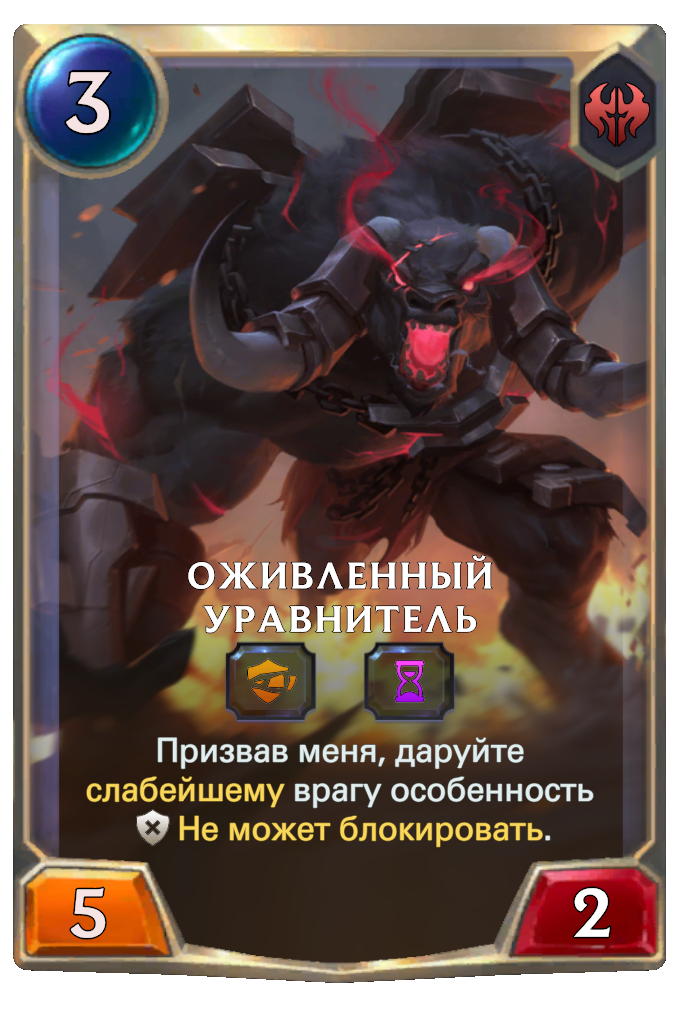 3
ОЖИВЛЕННЫЙ
УРАВНИТЕЛЬ
Призвав меня, даруйте
слабейшему врагу особенность
Не может блокировать.
5
2